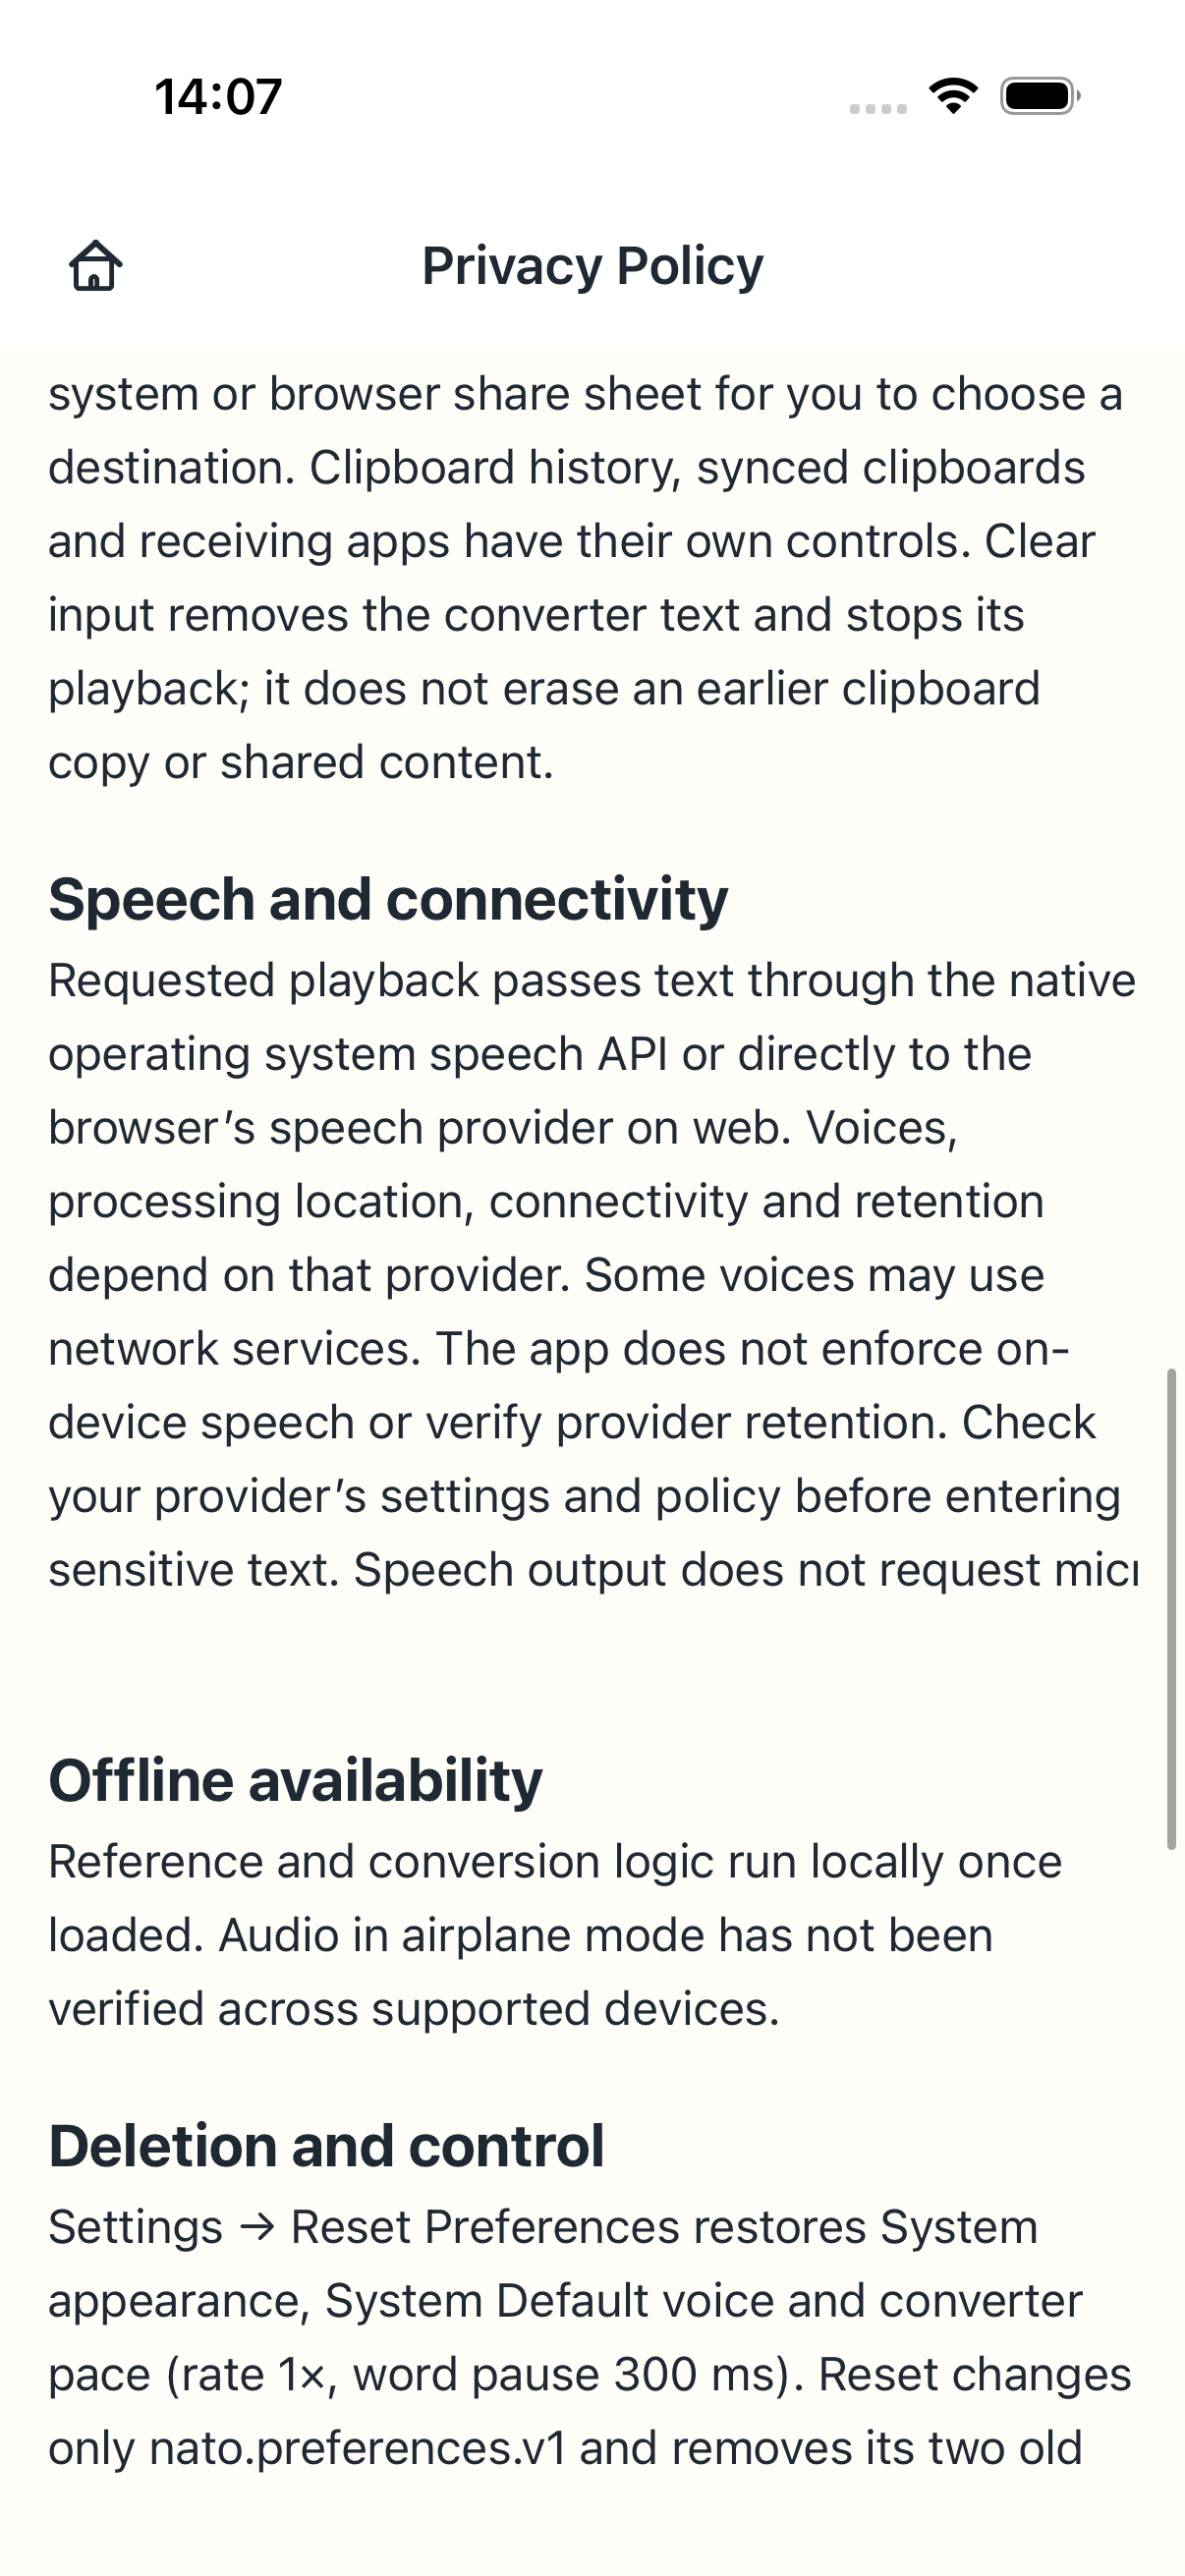 14:07
Privacy Policy
system or browser share sheet for you to choose a
destination. Clipboard history, synced clipboards
and receiving apps have their own controls. Clear
input removes the converter text and stops its
playback; it does not erase an earlier clipboard
copy or shared content.
Speech and connectivity
Requested playback passes text through the native
operating system speech API or directly to the
browser’s speech provider on web. Voices,
processing location, connectivity and retention
depend on that provider. Some voices may use
network services. The app does not enforce on-
device speech or verify provider retention. Check
your provider’s settings and policy before entering
sensitive text. Speech output does not request
Offline availability
Reference and conversion logic run locally once
loaded. Audio in airplane mode has not been
verified across supported devices.
Deletion and control
Settings → Reset Preferences restores System
appearance, System Default voice and converter
pace (rate 1×, word pause 300 ms). Reset changes
only nato.preferences.v1 and removes its two old